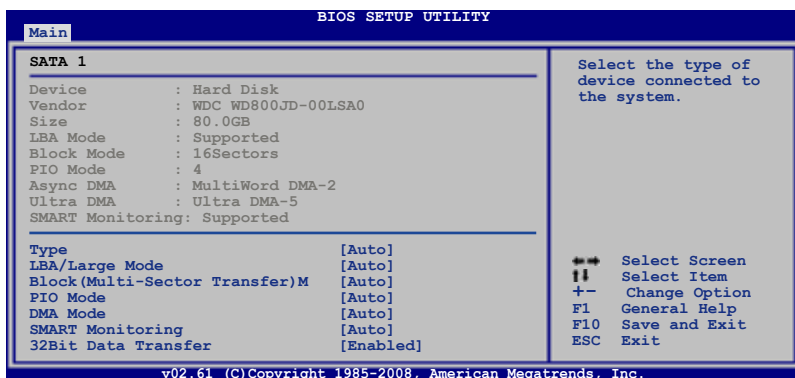 BIOS SETUP UTILITY
Main
SATA 1
Device : Hard Disk
Vendor : WDC WD800JD-00LSA0
Size : 80.0GB
LBA Mode : Supported
Block Mode : 16Sectors
PIO Mode : 4
Async DMA : MultiWord DMA-2
Ultra DMA : Ultra DMA-5
SMART Monitoring: Supported
Type [Auto]
LBA/Large Mode [Auto]
Block(Multi-Sector Transfer)M [Auto]
PIO Mode [Auto]
DMA Mode [Auto]
SMART Monitoring [Auto]
32Bit Data Transfer [Enabled]
Select the type of
device connected to
the system.
←→ Select Screen
↑↓ Select Item
+- Change Option
F1 General Help
F10 Save and Exit
ESC Exit
v02.61 (C)Copyright 1985-2008, American Megatrends, Inc.